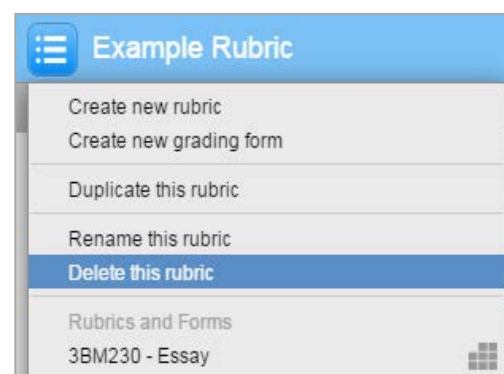 Example Rubric
Create new rubric
Create new grading form
Duplicate this rubric
Rename this rubric
Delete this rubric
Rubrics and Forms
3BM230 - Essay